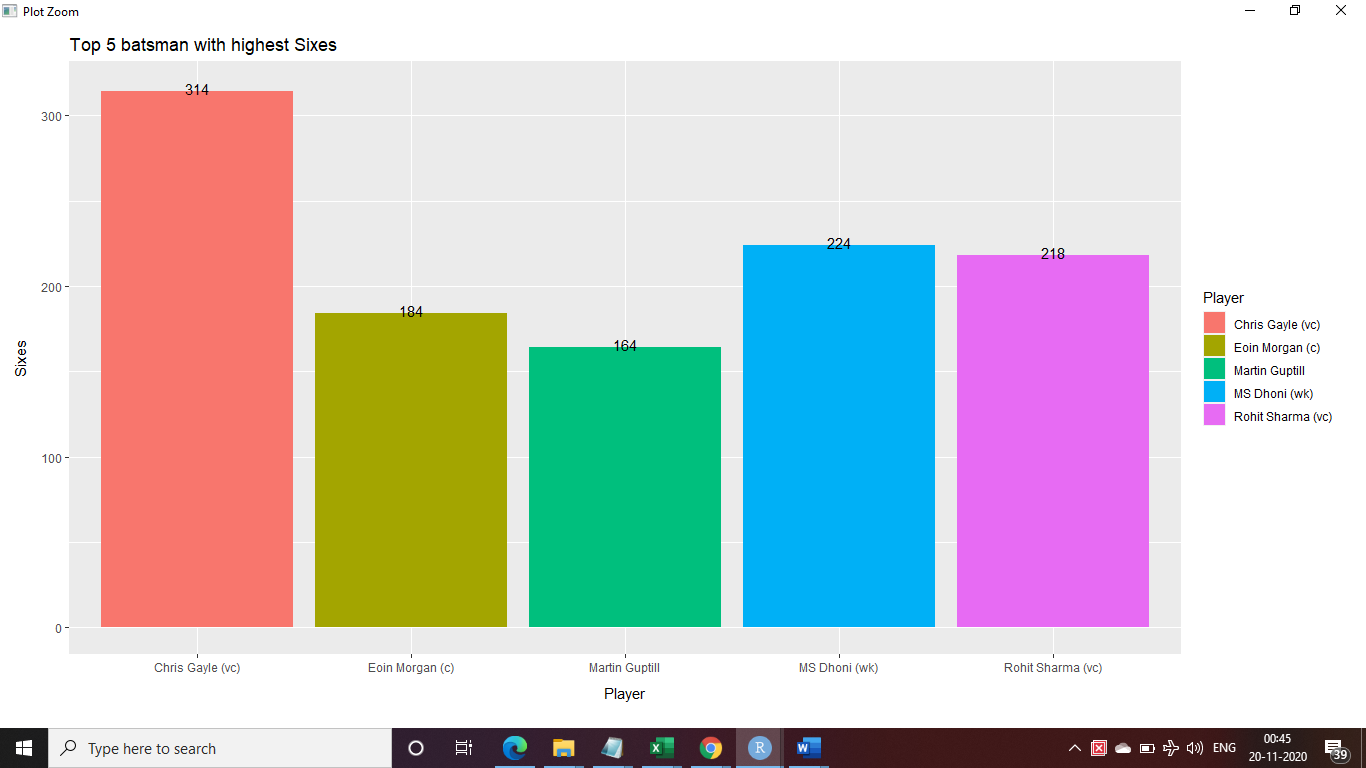 Plot Zoom
Top 5 batsman with highest Sixes
314
184
164
224
218
300
200
100
0
Sixes
Chris Gayle (vc)
Eoin Morgan (c)
Martin Guptill
MS Dhoni (wk)
Rohit Sharma (vc)
Player
Player
Chris Gayle (vc)
Eoin Morgan (c)
Martin Guptill
MS Dhoni (wk)
Rohit Sharma (vc)
Type here to search
R
W
ENG
00:45
20-11-2020
39